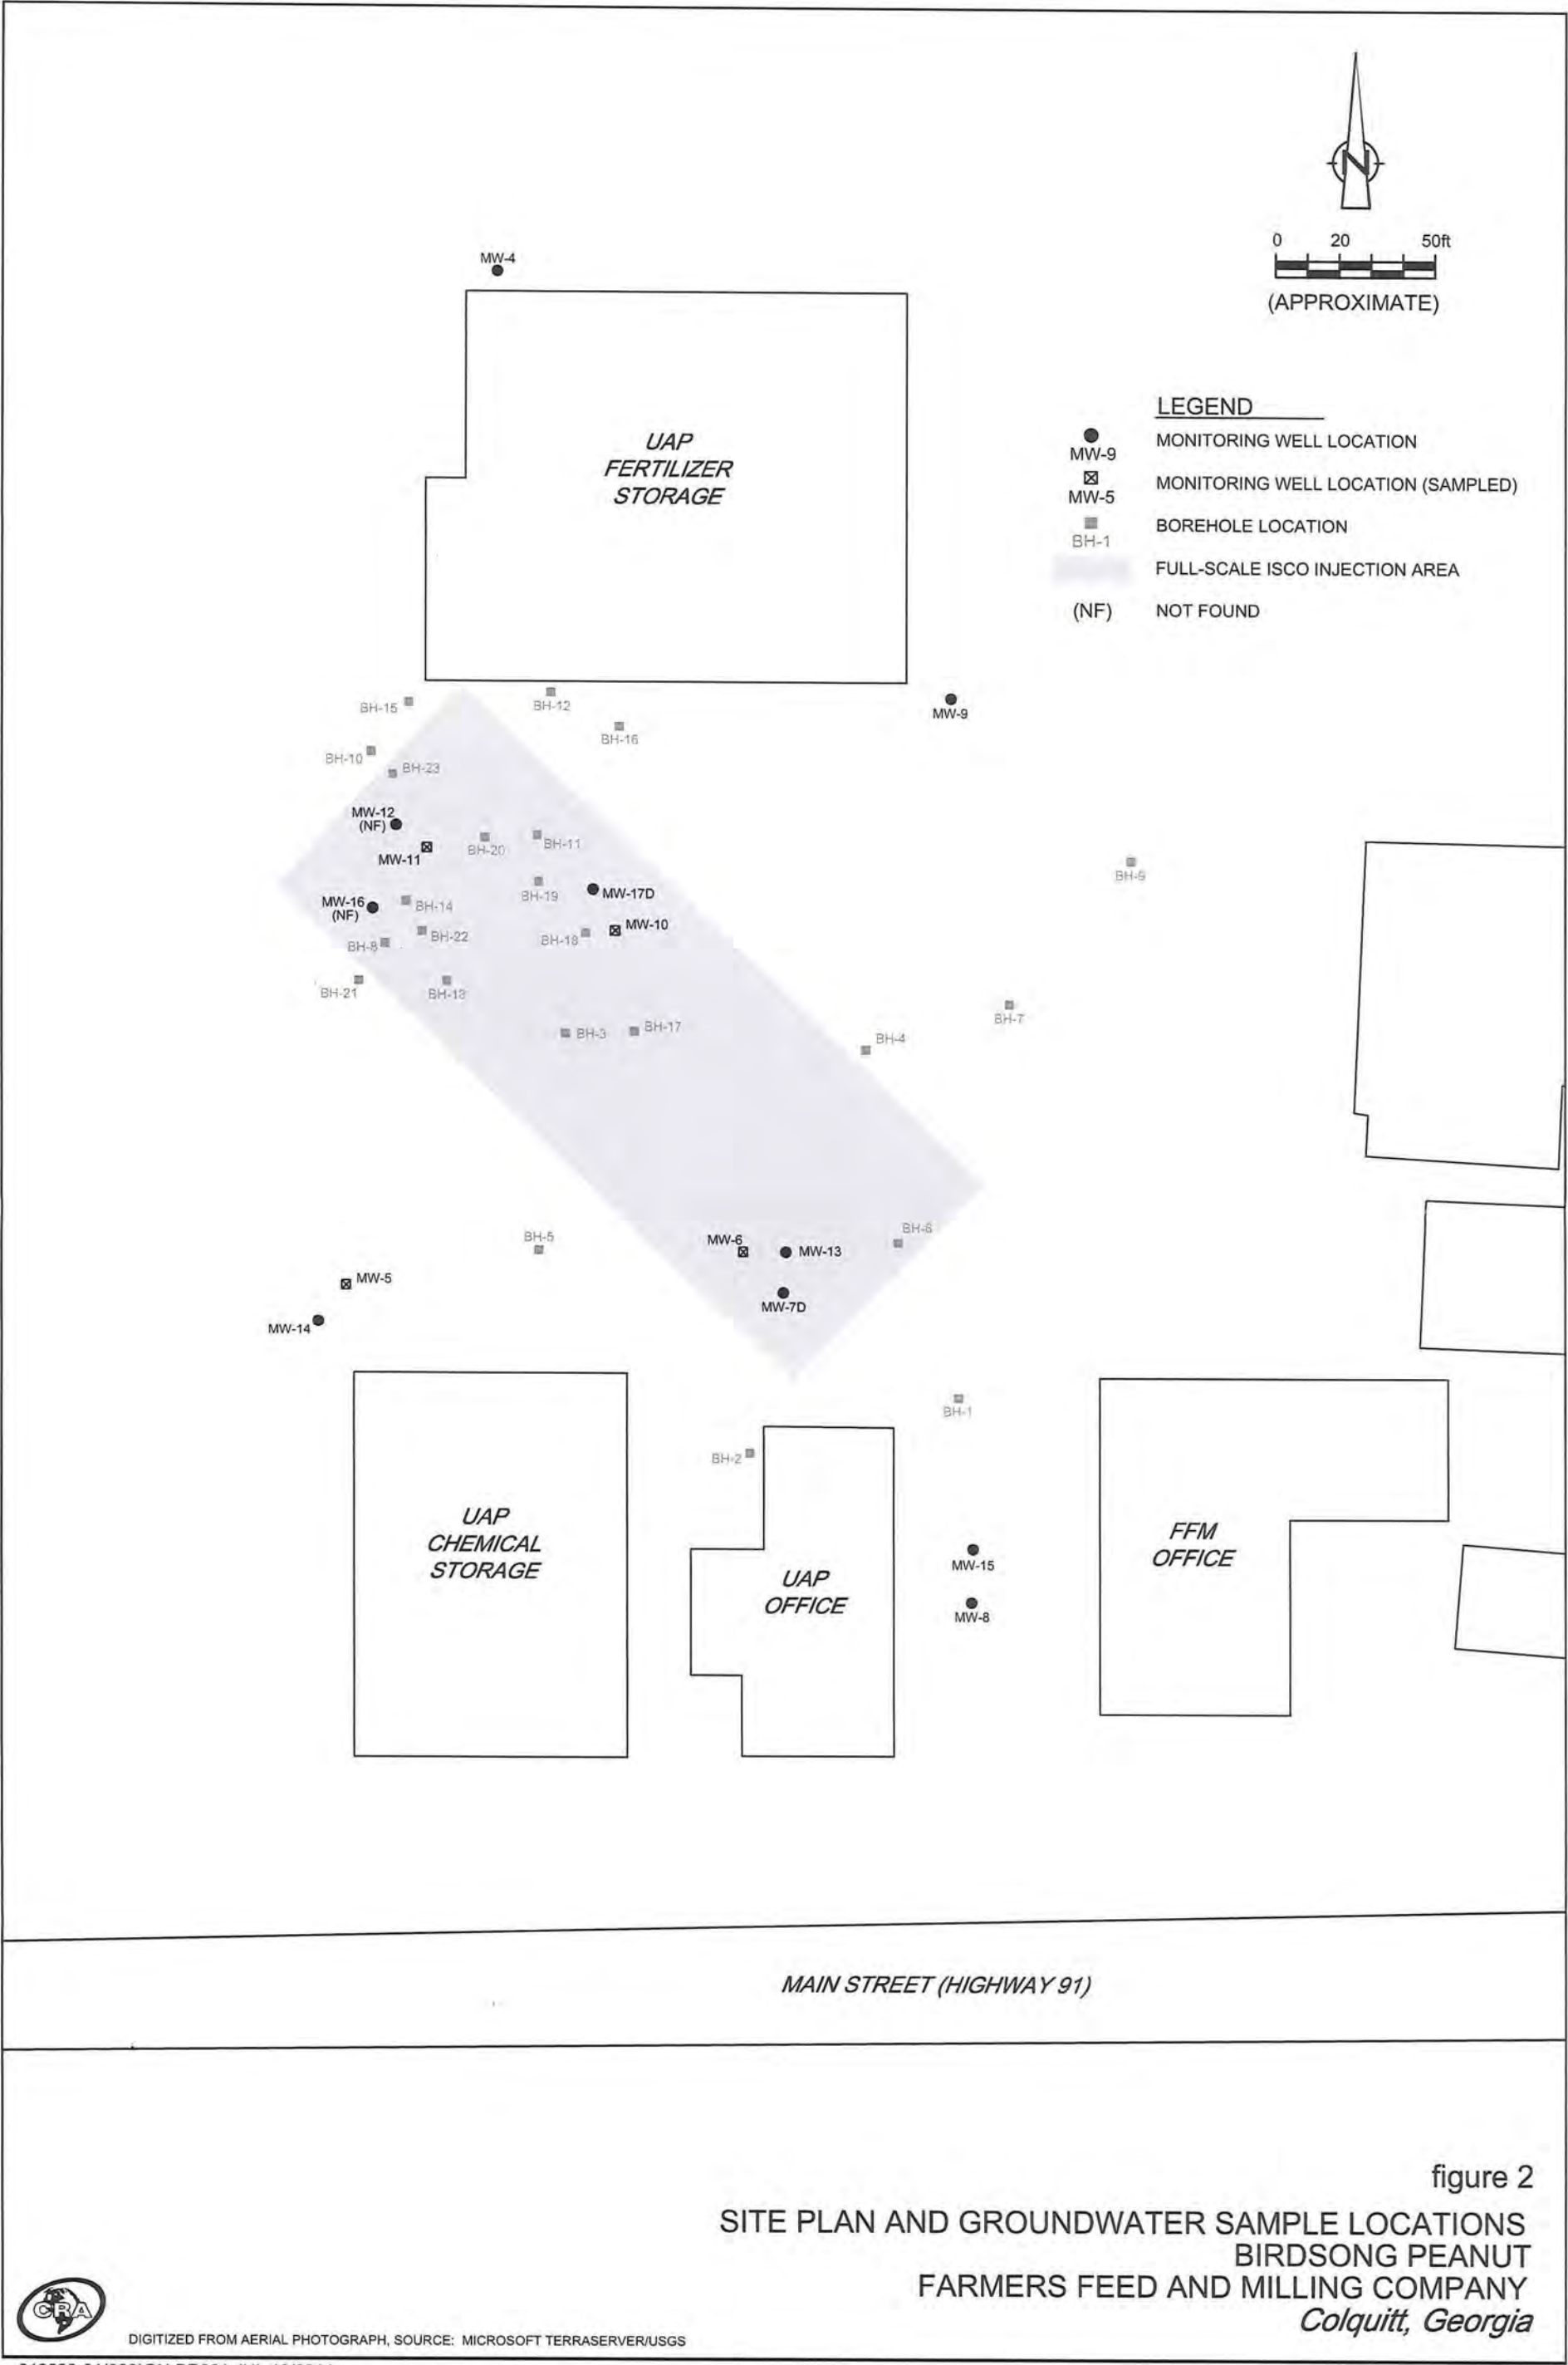 N
0 20 50ft
(APPROXIMATE)
MW-4
UAP
FERTILIZER
STORAGE
LEGEND
MW-9
MONITORING WELL LOCATION
MW-5
MONITORING WELL LOCATION (SAMPLED)
BH-1
BOREHOLE LOCATION
FULL-SCALE ISCO INJECTION AREA
(NF) NOT FOUND
BH-15
BH-12
BH-16
MW-9
BH-10
BH-23
MW-12
(NF)
MW-11
BH-20
BH-11
BH-9
BH-19
MW-17D
MW-16
(NF)
BH-14
MW-10
BH-22
BH-18
BH-8
BH-21
BH-13
BH-7
BH-3
BH-17
BH-4
BH-5
MW-6
MW-13
BH-6
MW-5
MW-7D
MW-14
BH-1
BH-2
UAP
CHEMICAL
STORAGE
UAP
OFFICE
MW-15
MW-8
FFM
OFFICE
MAIN STREET (HIGHWAY 91)
figure 2
SITE PLAN AND GROUNDWATER SAMPLE LOCATIONS
BIRDSONG PEANUT
FARMERS FEED AND MILLING COMPANY
Colquitt, Georgia
CRA
DIGITIZED FROM AERIAL PHOTOGRAPH, SOURCE: MICROSOFT TERRASERVER/USGS